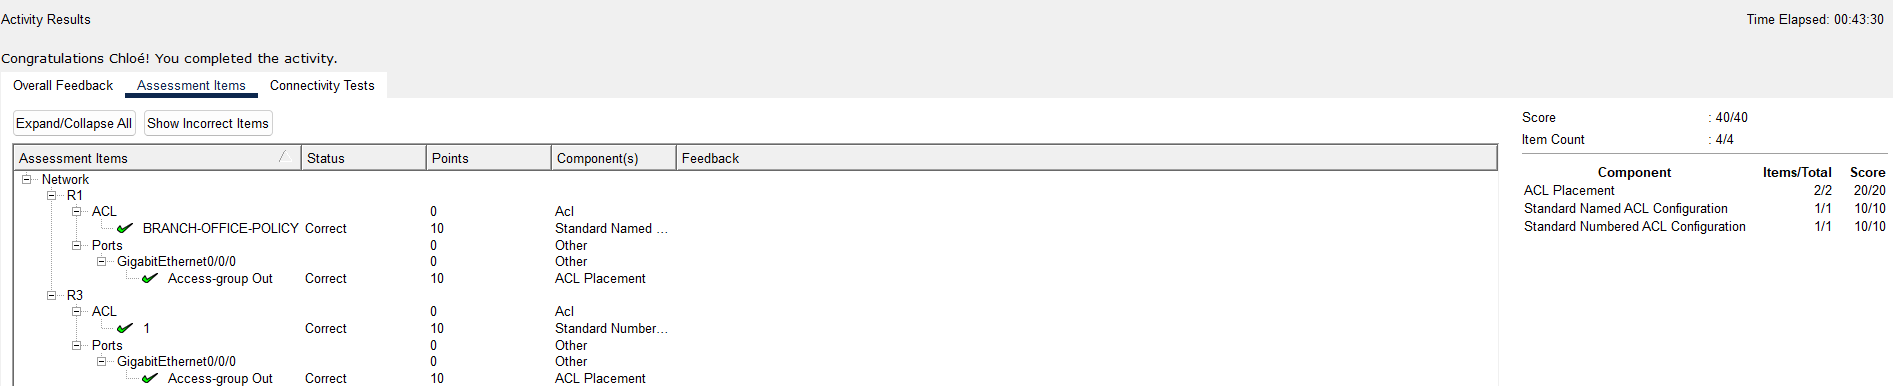 Activity Results
Time Elapsed: 00:43:30
Congratulations Chloé! You completed the activity.
Overall Feedback Assessment Items Connectivity Tests
Expand/Collapse All Show Incorrect Items
Assessment Items Status Points Component(s) Feedback
Network
R1
ACL 0 Acl
BRANCH-OFFICE-POLICY Correct 10 Standard Named ...
Ports 0 Other
GigabitEthernet0/0/0 0 Other
Access-group Out Correct 10 ACL Placement
R3
ACL 0 Acl
1 Correct 10 Standard Number...
Ports 0 Other
GigabitEthernet0/0/0 0 Other
Access-group Out Correct 10 ACL Placement
Score : 40/40
Item Count : 4/4
Component Items/Total Score
ACL Placement 2/2 20/20
Standard Named ACL Configuration 1/1 10/10
Standard Numbered ACL Configuration 1/1 10/10